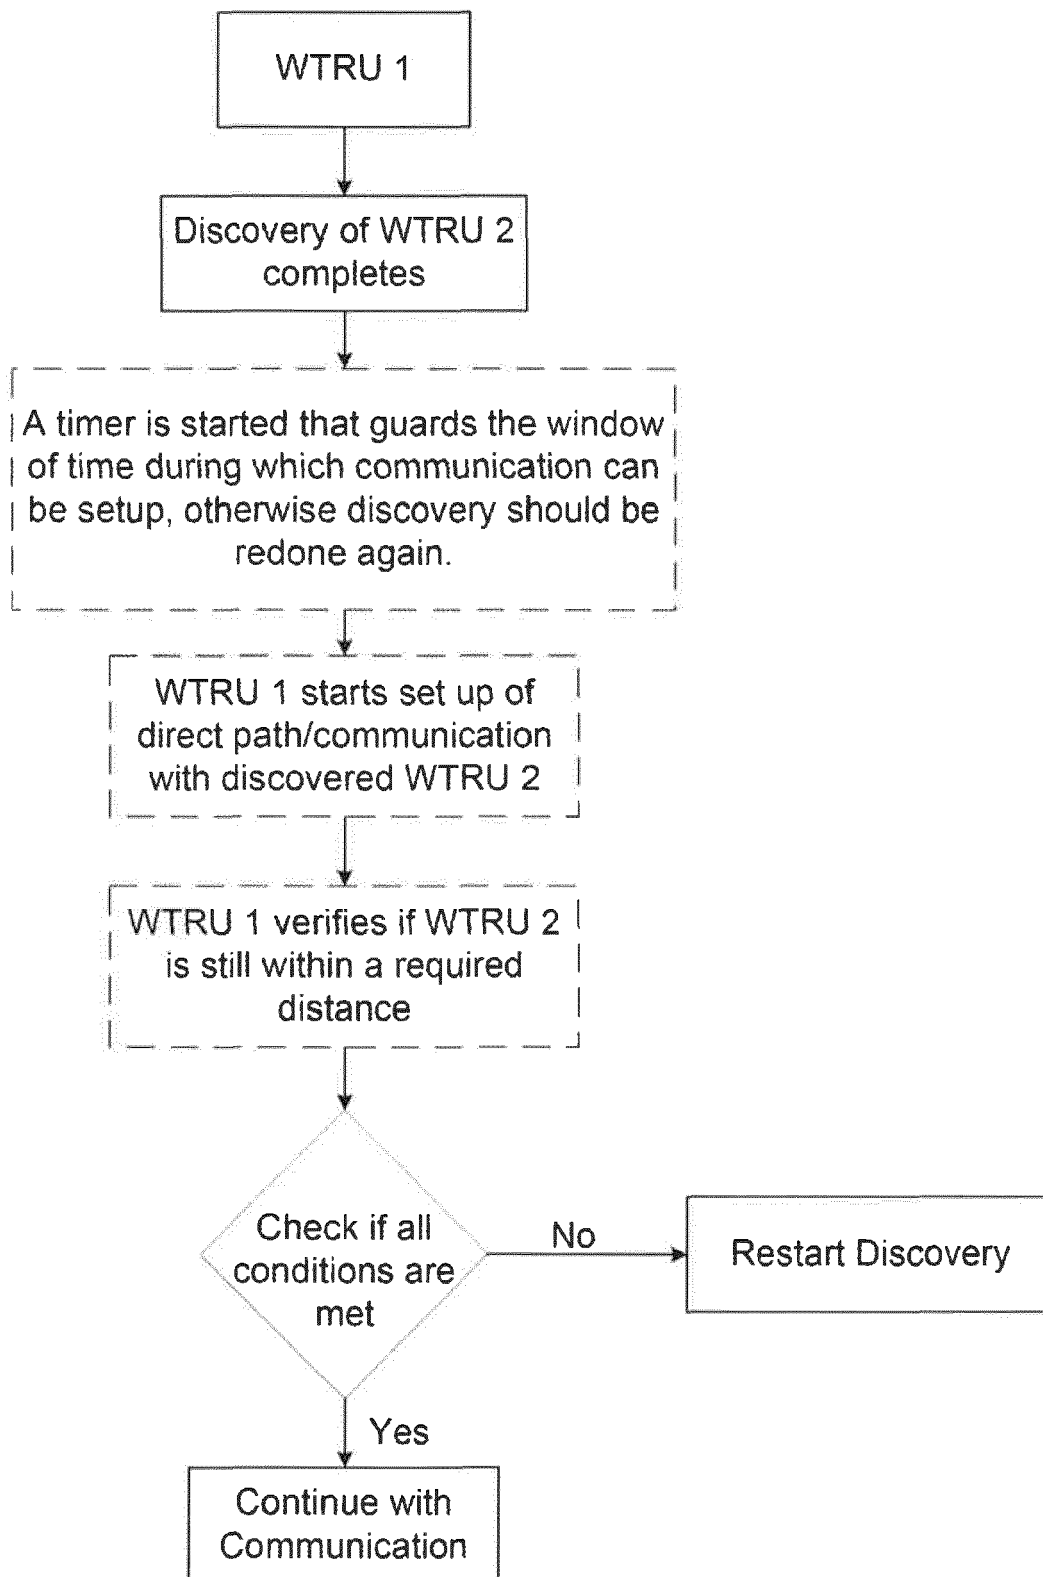 WTRU 1
Discovery of WTRU 2
completes
A timer is started that guards the window
of time during which communication can
be setup, otherwise discovery should be
redone again.
WTRU 1 starts set up of
direct path/communication
with discovered WTRU 2
WTRU 1 verifies if WTRU 2
is still within a required
distance
Check if all
conditions are
met
No
Restart Discovery
Yes
Continue with
Communication